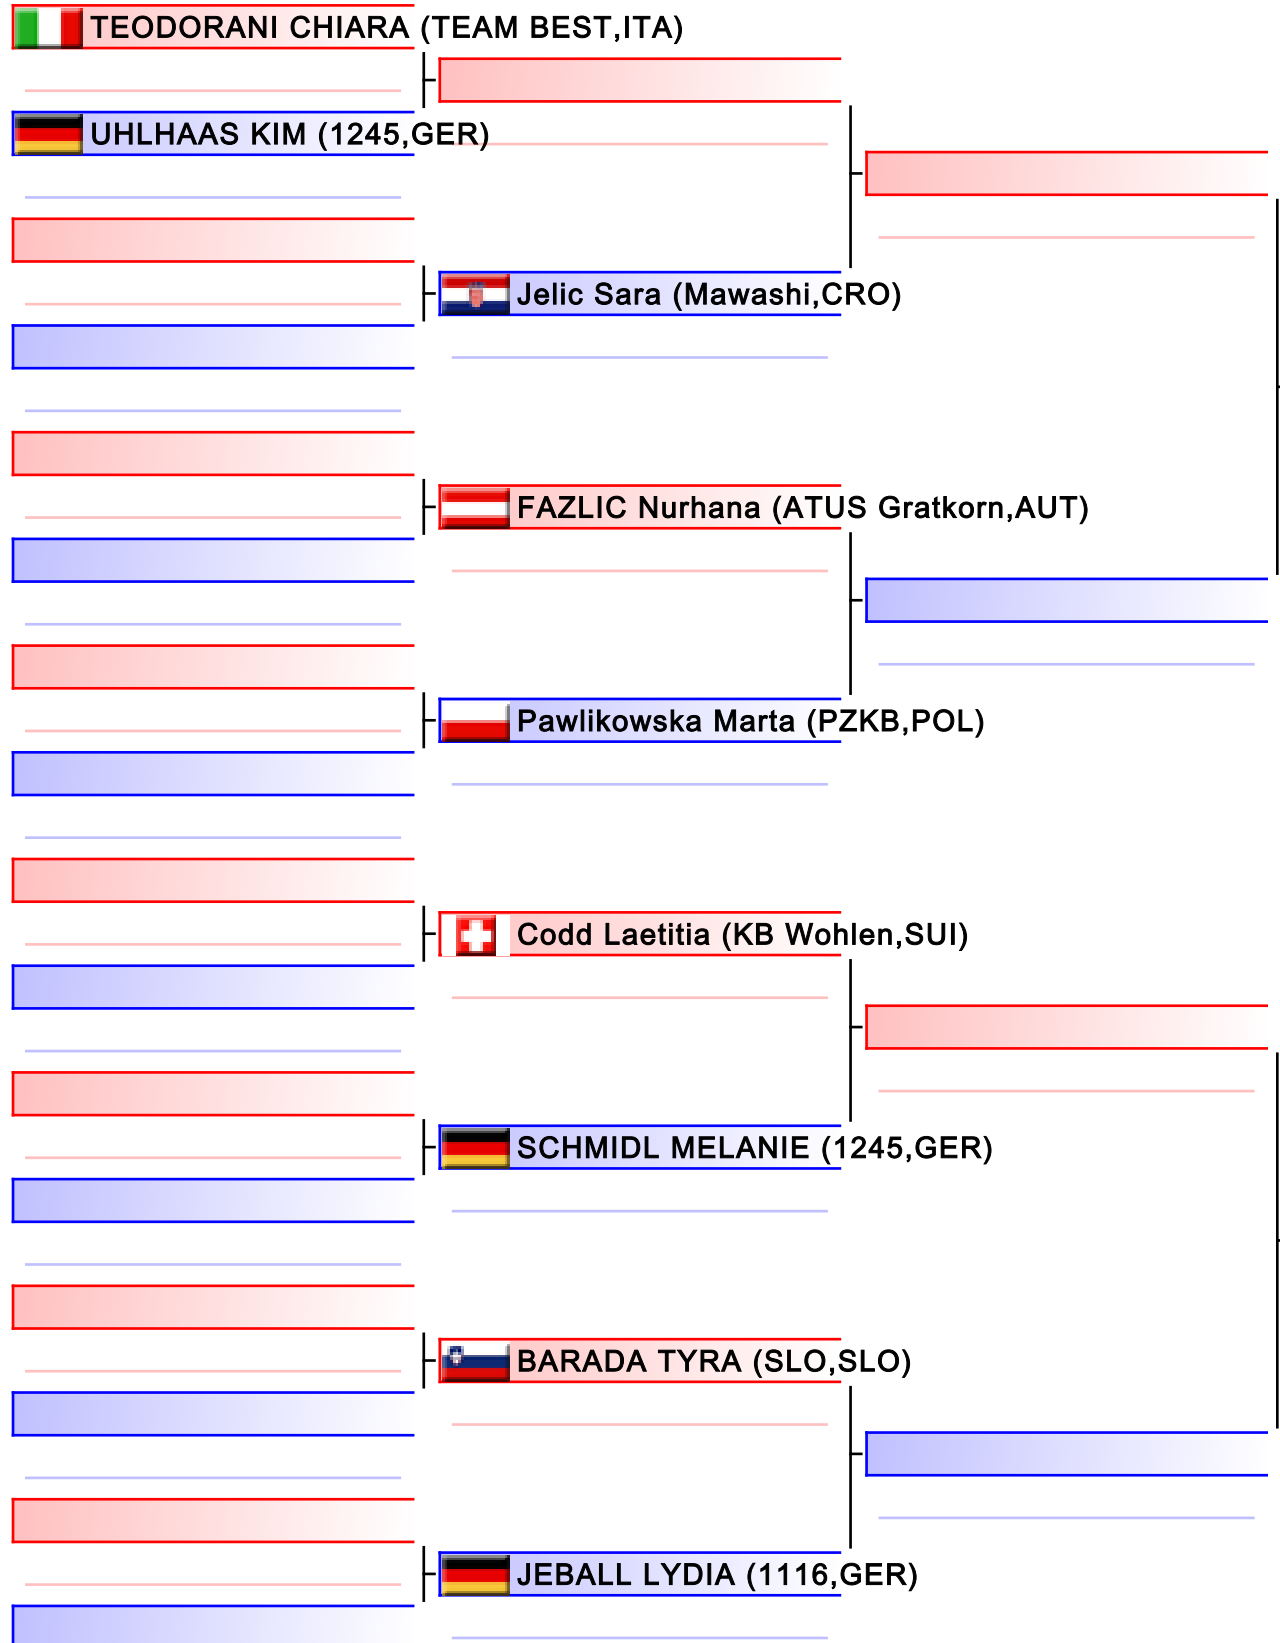 TEODORANI CHIARA (TEAM BEST,ITA)
UHLHAAS KIM (1245,GER)
Jelic Sara (Mawashi,CRO)
FAZLIC Nurhana (ATUS Gratkorn,AUT)
Pawlikowska Marta (PZKB,POL)
Codd Laetitia (KB Wohlen,SUI)
SCHMIDL MELANIE (1245,GER)
BARADA TYRA (SLO,SLO)
JEBALL LYDIA (1116,GER)